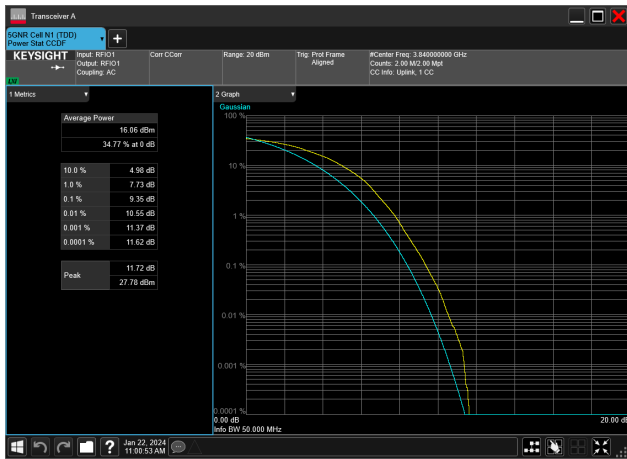 Transceiver A
5GNR Cell N1 (TDD)
Power Stat CCDF
KEYSIGHT
Input: RFIO1
Output: RFIO1
Coupling: AC
Corr CCorr
Range: 20 dBm
Trig: Prot Frame
Aligned
#Center Freq: 3.840000000 GHz
Counts: 2.00 M/2.00 Mpt
CC Info: Uplink, 1 CC
1 Metrics
Average Power
16.06 dBm
34.77 % at 0 dB
10.0 % 4.98 dB
1.0 % 7.73 dB
0.1 % 9.35 dB
0.01 % 10.55 dB
0.001 % 11.37 dB
0.0001 % 11.62 dB
Peak 11.72 dB
27.78 dBm
2 Graph
Gaussian
100 %
10 %
1 %
0.1 %
0.01 %
0.001 %
0.0001 %
0.00 dB
20.00 dB
Info BW 50.000 MHz
Jan 22, 2024
11:00:53 AM